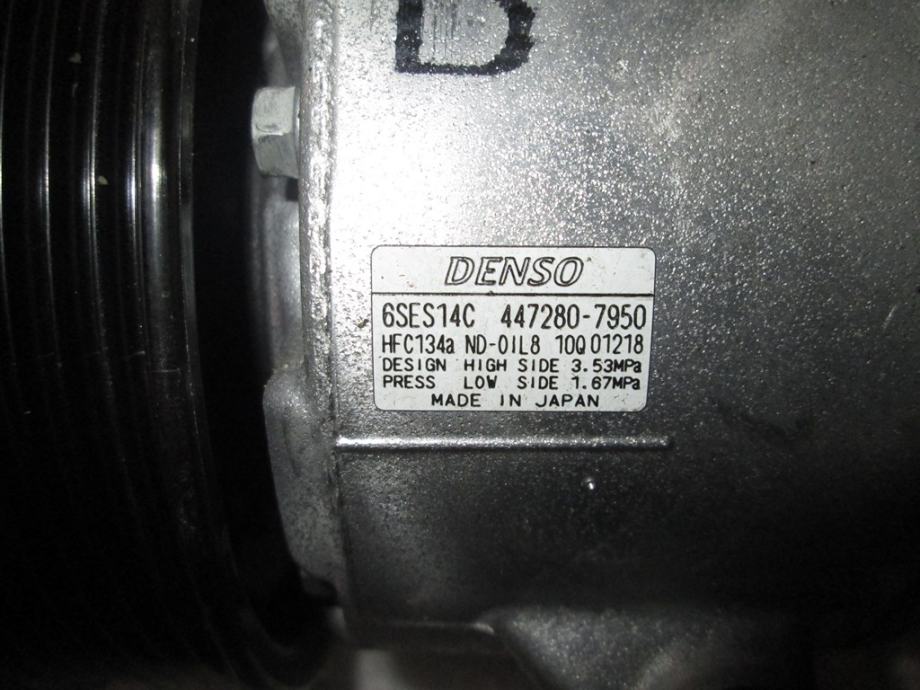 D
DENSO
6SES14C 447280-7950
HFC134a ND-OIL8 10Q01218
DESIGN HIGH SIDE 3.53MPa
PRESS LOW SIDE 1.67MPa
MADE IN JAPAN